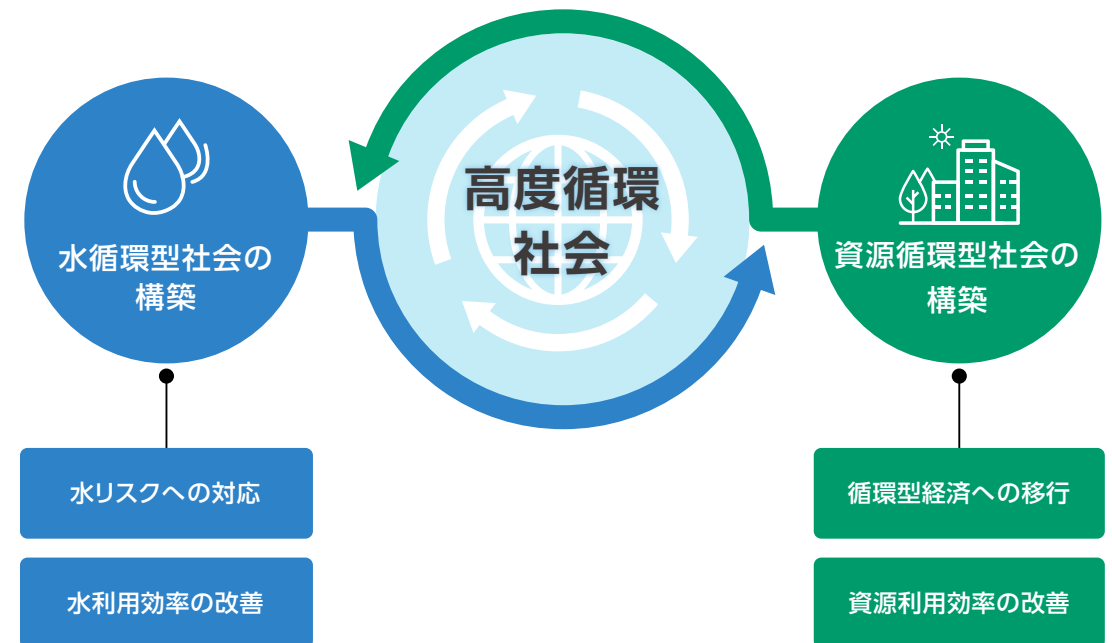 高度循環
社会
水循環型社会の
構築
資源循環型社会の
構築
水リスクへの対応
循環型経済への移行
水利用効率の改善
資源利用効率の改善